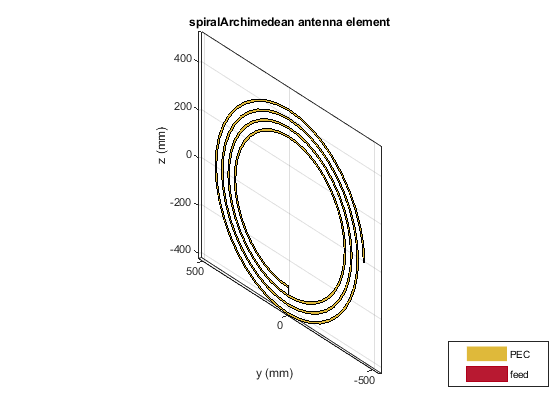 spiralArchimedean antenna element
400
200
0
-200
-400
z (mm)
500
0
-500
y (mm)
PEC
feed